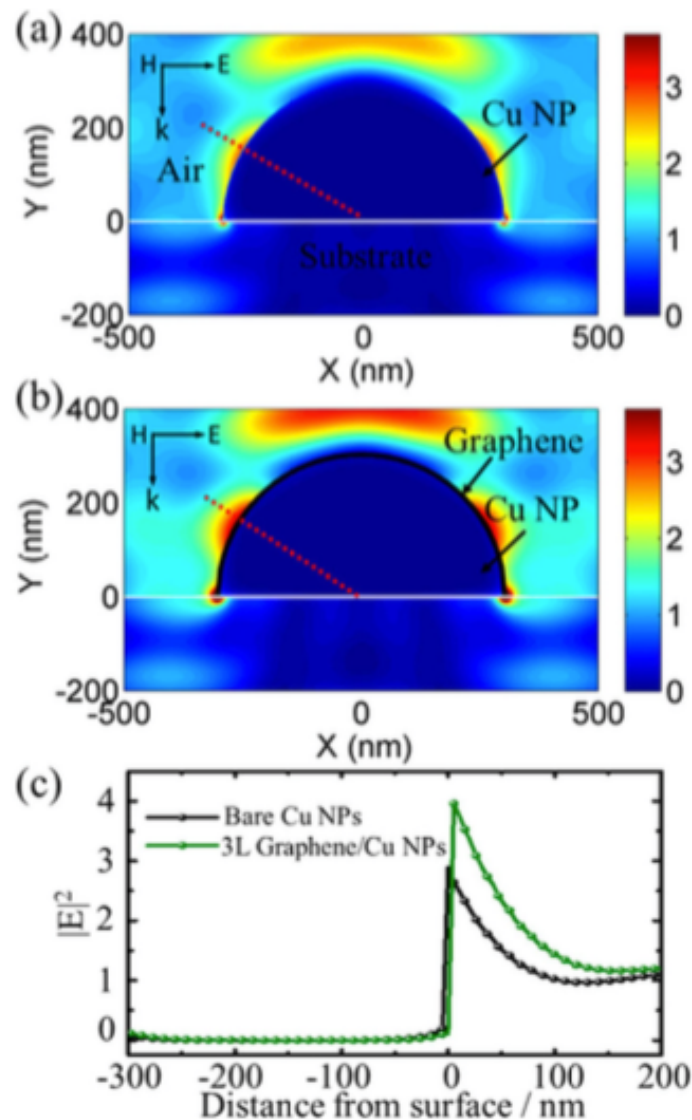 (a)
400
H
E
k
Cu NP
200
Air
Y (nm)
0
Substrate
-200
-500
0
500
X (nm)
3
2
1
0
(b)
400
H
E
k
Graphene
Cu NP
200
Y (nm)
0
-200
-500
0
500
X (nm)
3
2
1
0
(c)
4
Bare Cu NPs
3L Graphene/Cu NPs
3
|E|²
2
1
0
-300
-200
-100
0
100
200
Distance from surface / nm